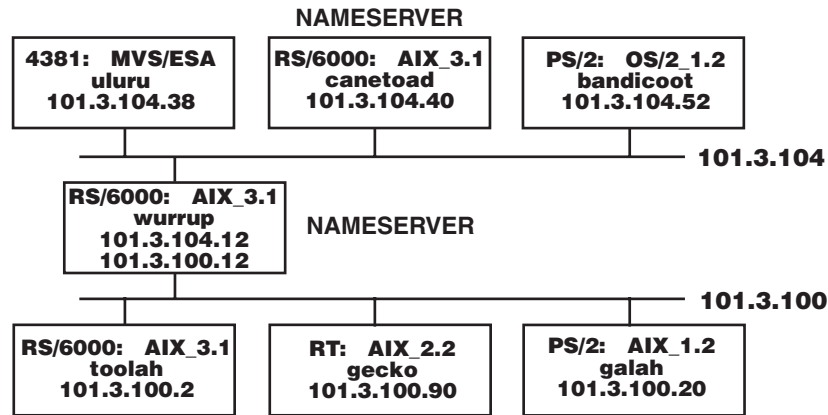 NAMESERVER
4381: MVS/ESA
uluru
101.3.104.38
RS/6000: AIX_3.1
canetoad
101.3.104.40
PS/2: OS/2_1.2
bandicoot
101.3.104.52
101.3.104
RS/6000: AIX_3.1
wurrup
101.3.104.12
101.3.100.12
NAMESERVER
101.3.100
RS/6000: AIX_3.1
toolah
101.3.100.2
RT: AIX_2.2
gecko
101.3.100.90
PS/2: AIX_1.2
galah
101.3.100.20